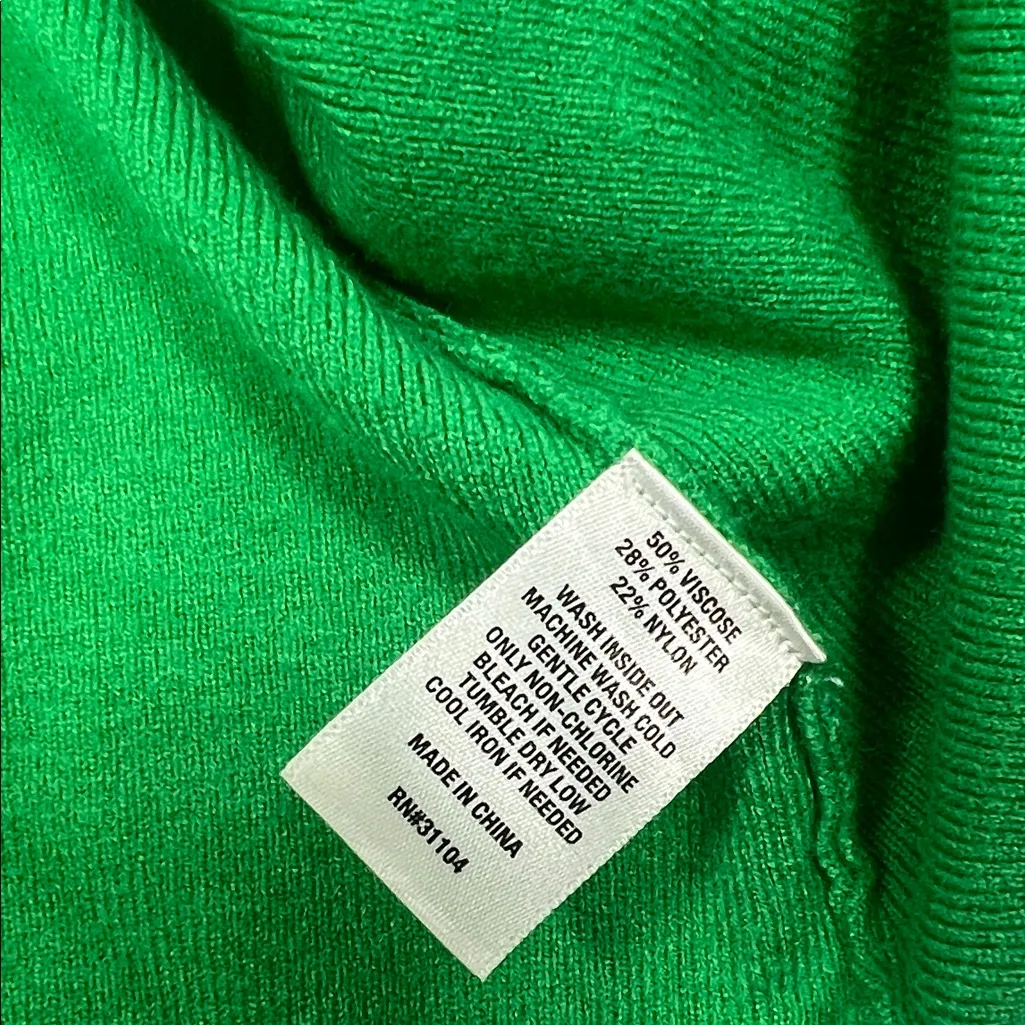 50% VISCOSE
28% POLYESTER
22% NYLON
WASH INSIDE OUT
MACHINE WASH COLD
GENTLE CYCLE
ONLY NON-CHLORINE
BLEACH IF NEEDED
TUMBLE DRY LOW
COOL IRON IF NEEDED
MADE IN CHINA
RN#31104